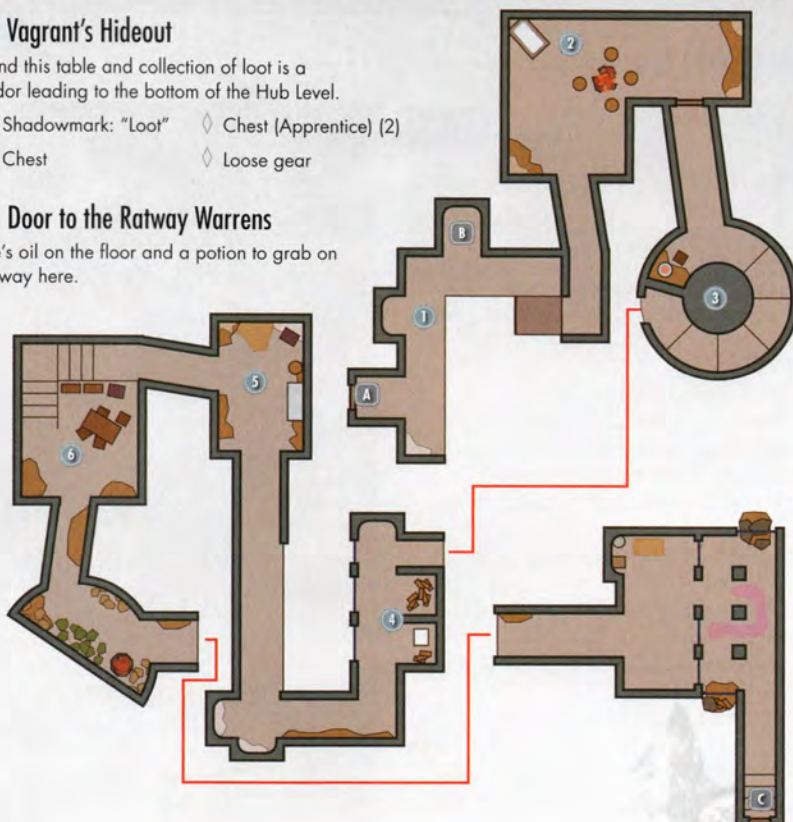 Vagrant's Hideout
nd this table and collection of loot is a
dor leading to the bottom of the Hub Level.
Shadowmark: "Loot" ◊ Chest (Apprentice) (2)
Chest ◊ Loose gear
Door to the Ratway Warrens
e's oil on the floor and a potion to grab on
way here.
2
B
3
1
5
A
6
4
C